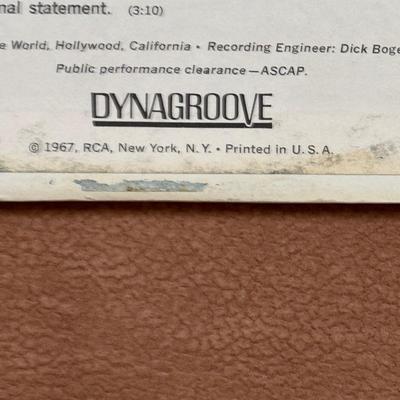 nal statement. (3:10)
e World, Hollywood, California • Recording Engineer: Dick Boge
Public performance clearance—ASCAP.
DYNAGROOVE
© 1967, RCA, New York, N. Y. • Printed in U. S. A.